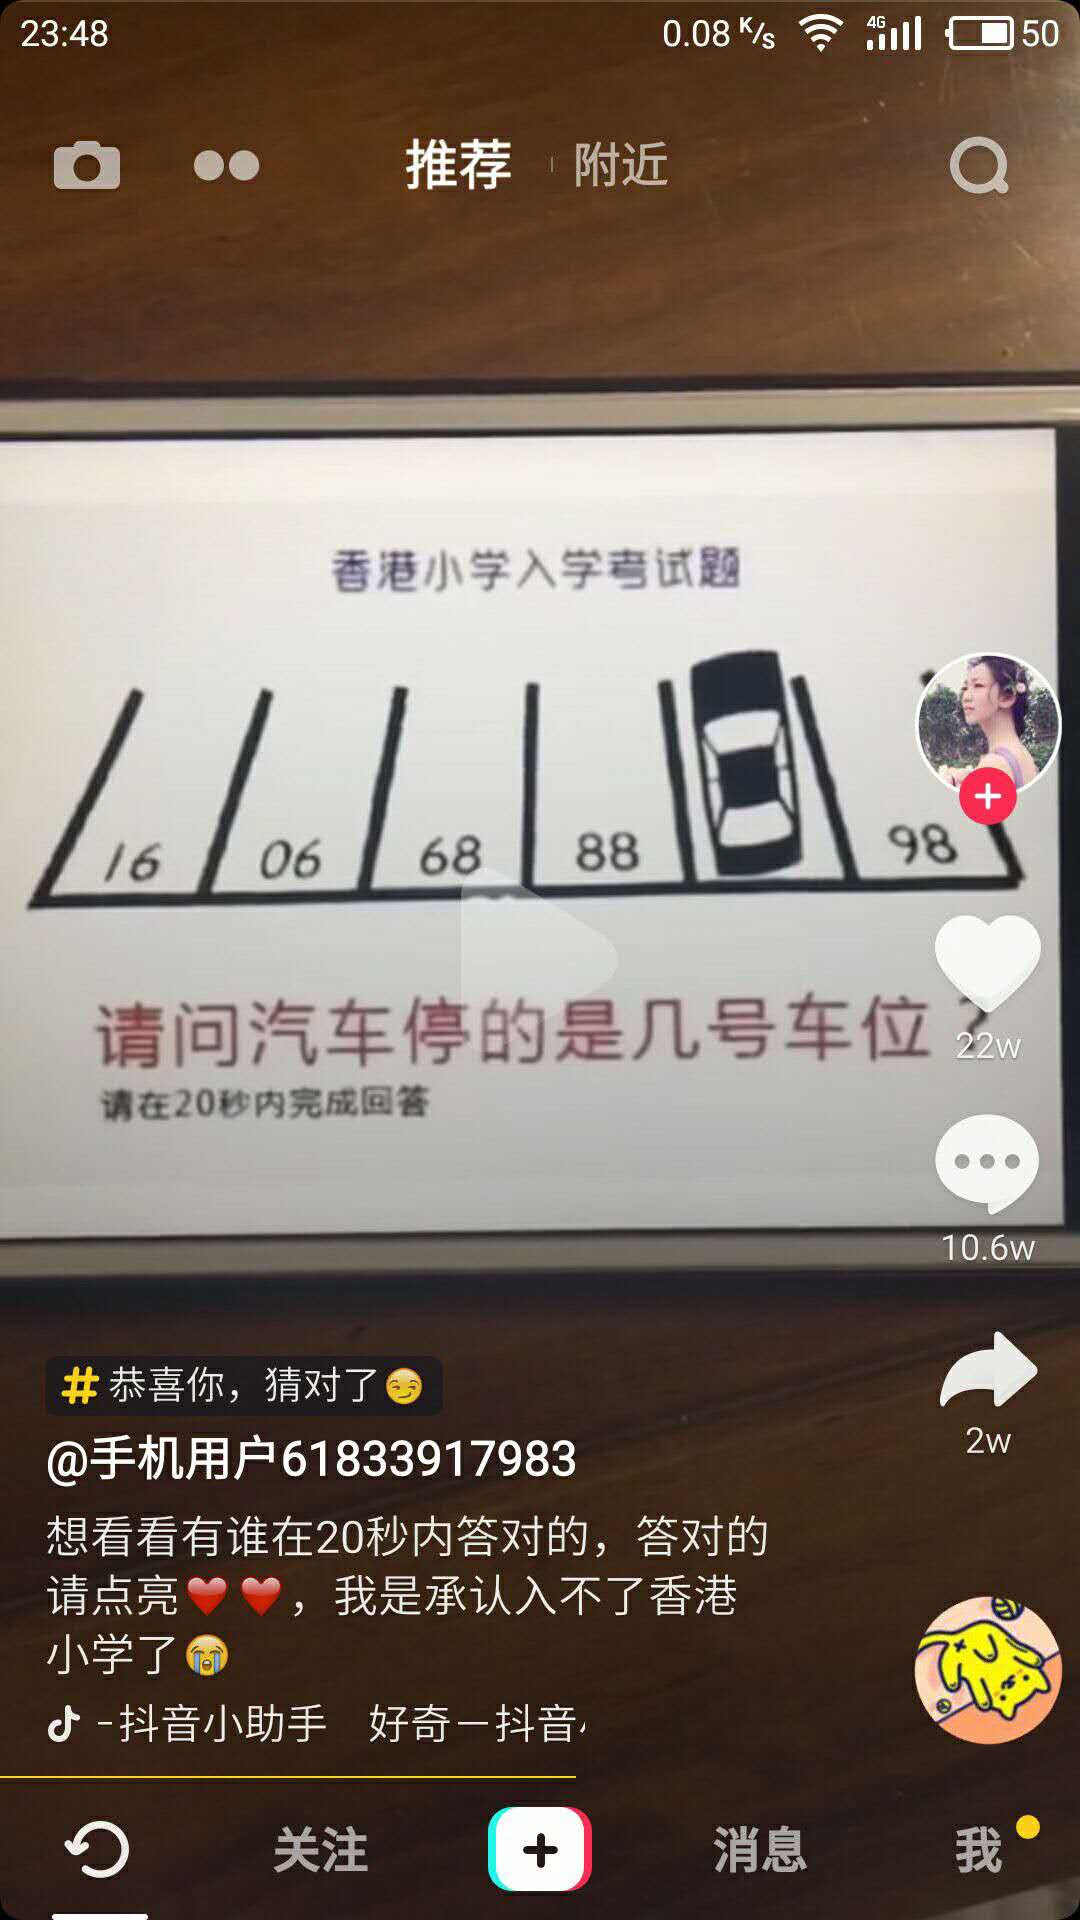 23:48
0.08 K/s
4G
50
推荐
附近
香港小学入学考试题
16 06 68 88 98
请问汽车停的是几号车位?
请在20秒内完成回答
22w
10.6w
2w
#恭喜你，猜对了😏
@手机用户61833917983
想看看有谁在20秒内答对的，答对的
请点亮❤️❤️，我是承认入不了香港
小学了😭
-抖音小助手 好奇－抖音
关注
消息
我